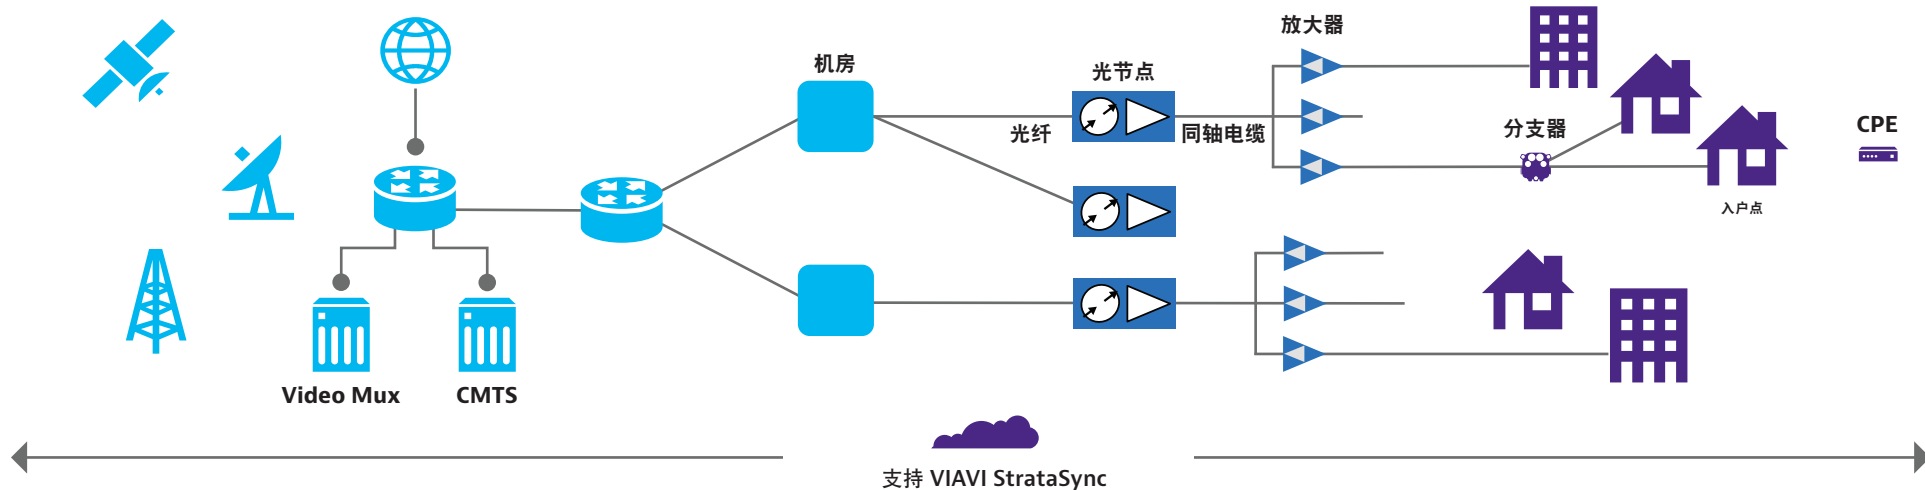 放大器
机房
光节点
光纤
同轴电缆
分支器
CPE
入户点
Video Mux
CMTS
支持 VIAVI StrataSync